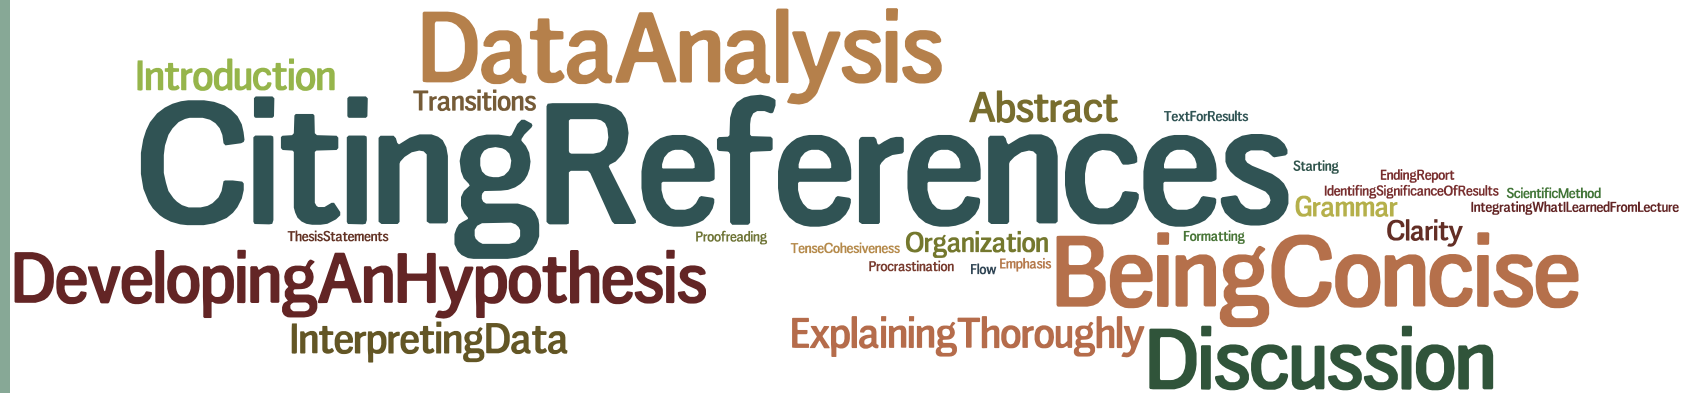 DataAnalysis
Introduction
Transitions
Abstract
TextForResults
CitingReferences
Starting
EndingReport
IdentifingSignificanceOfResults
ScientificMethod
Grammar
IntegratingWhatILearnedFromLecture
Clarity
ThesisStatements
Proofreading
TenseCohesiveness
Organization
Formatting
Procrastination
Flow
Emphasis
DevelopingAnHypothesis
BeingConcise
InterpretingData
ExplainingThoroughly
Discussion